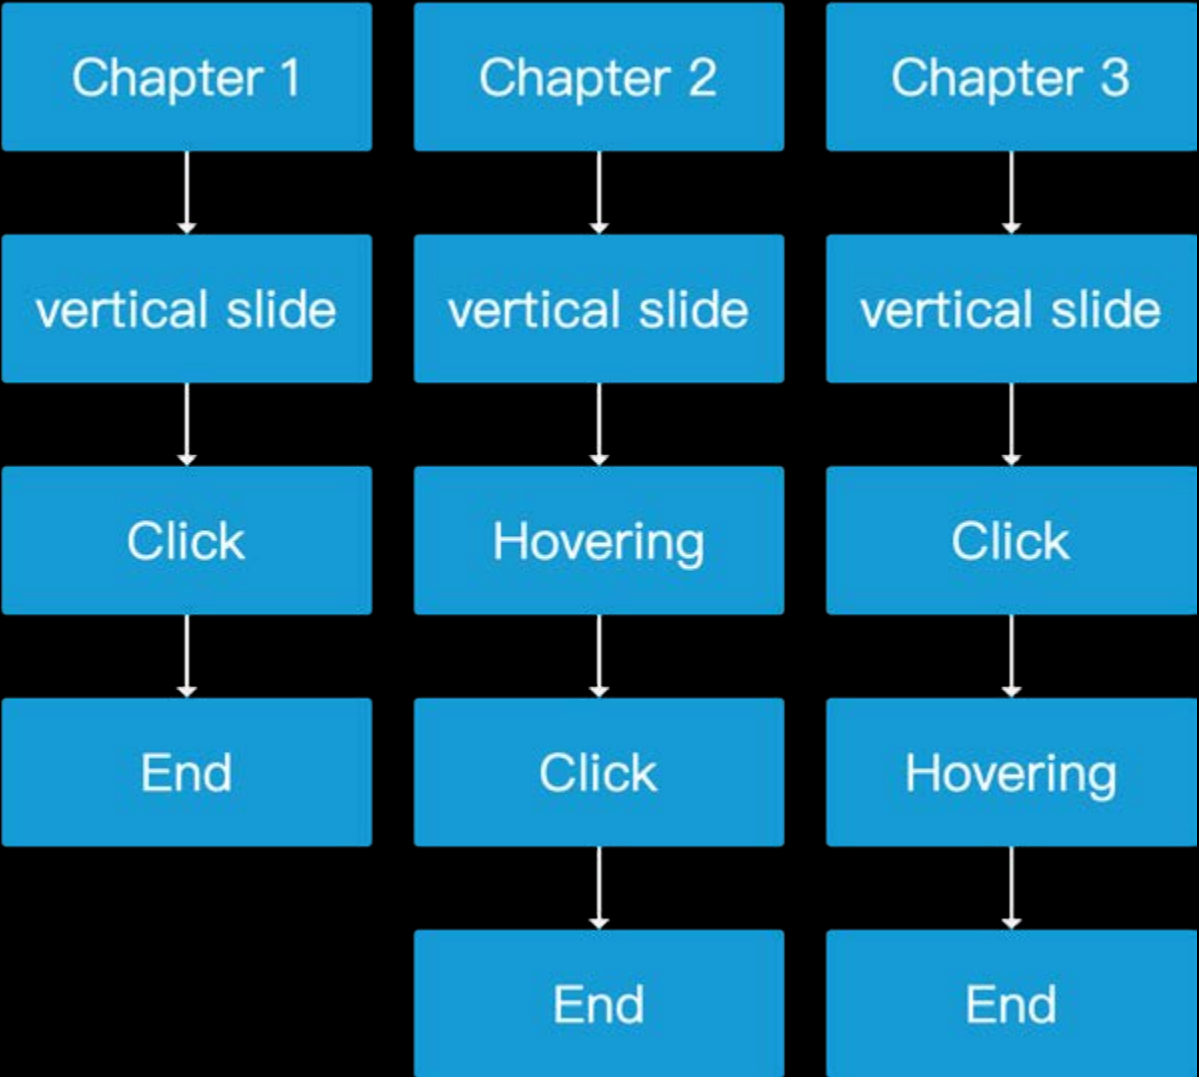 Chapter 1
vertical slide
Click
End
Chapter 2
vertical slide
Hovering
Click
End
Chapter 3
vertical slide
Click
Hovering
End